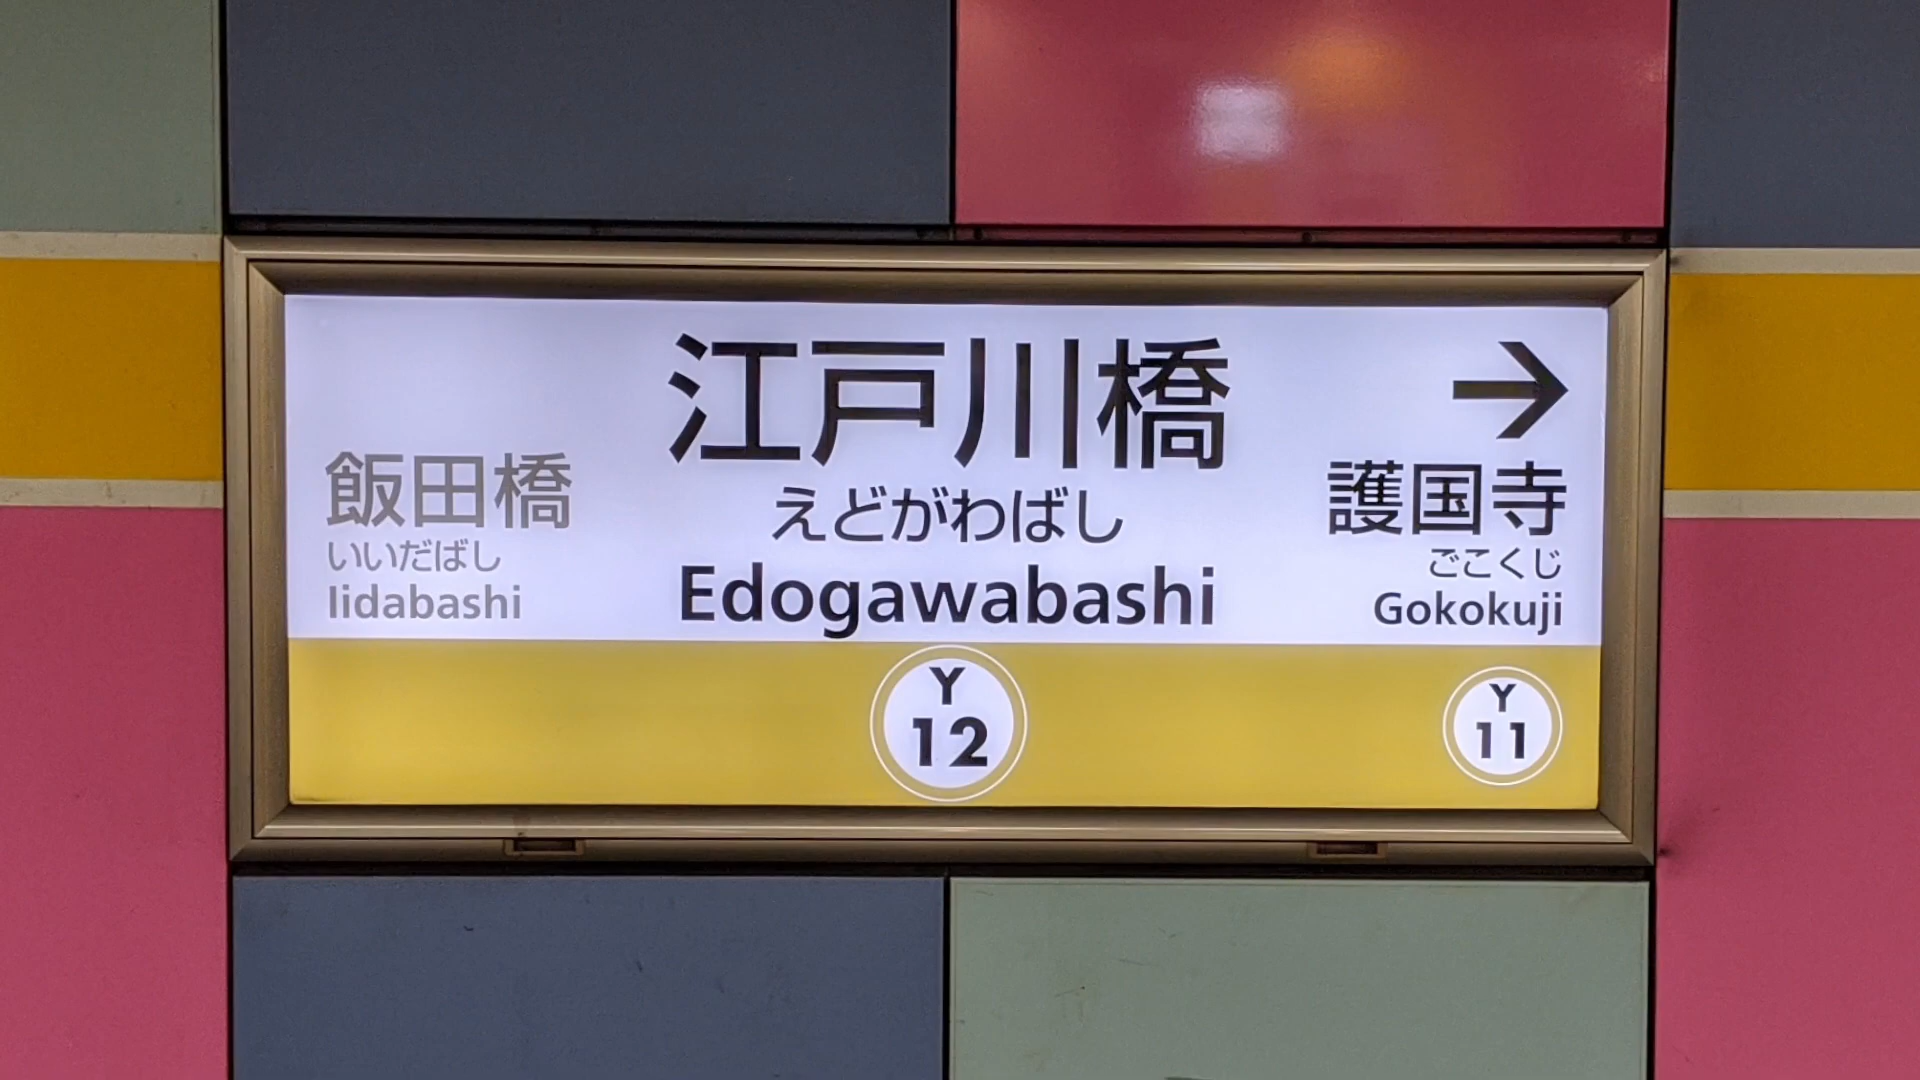 江戸川橋
えどがわばし
Edogawabashi
飯田橋
いいだばし
Iidabashi
→
護国寺
ごこくじ
Gokokuji
Y
12
Y
11